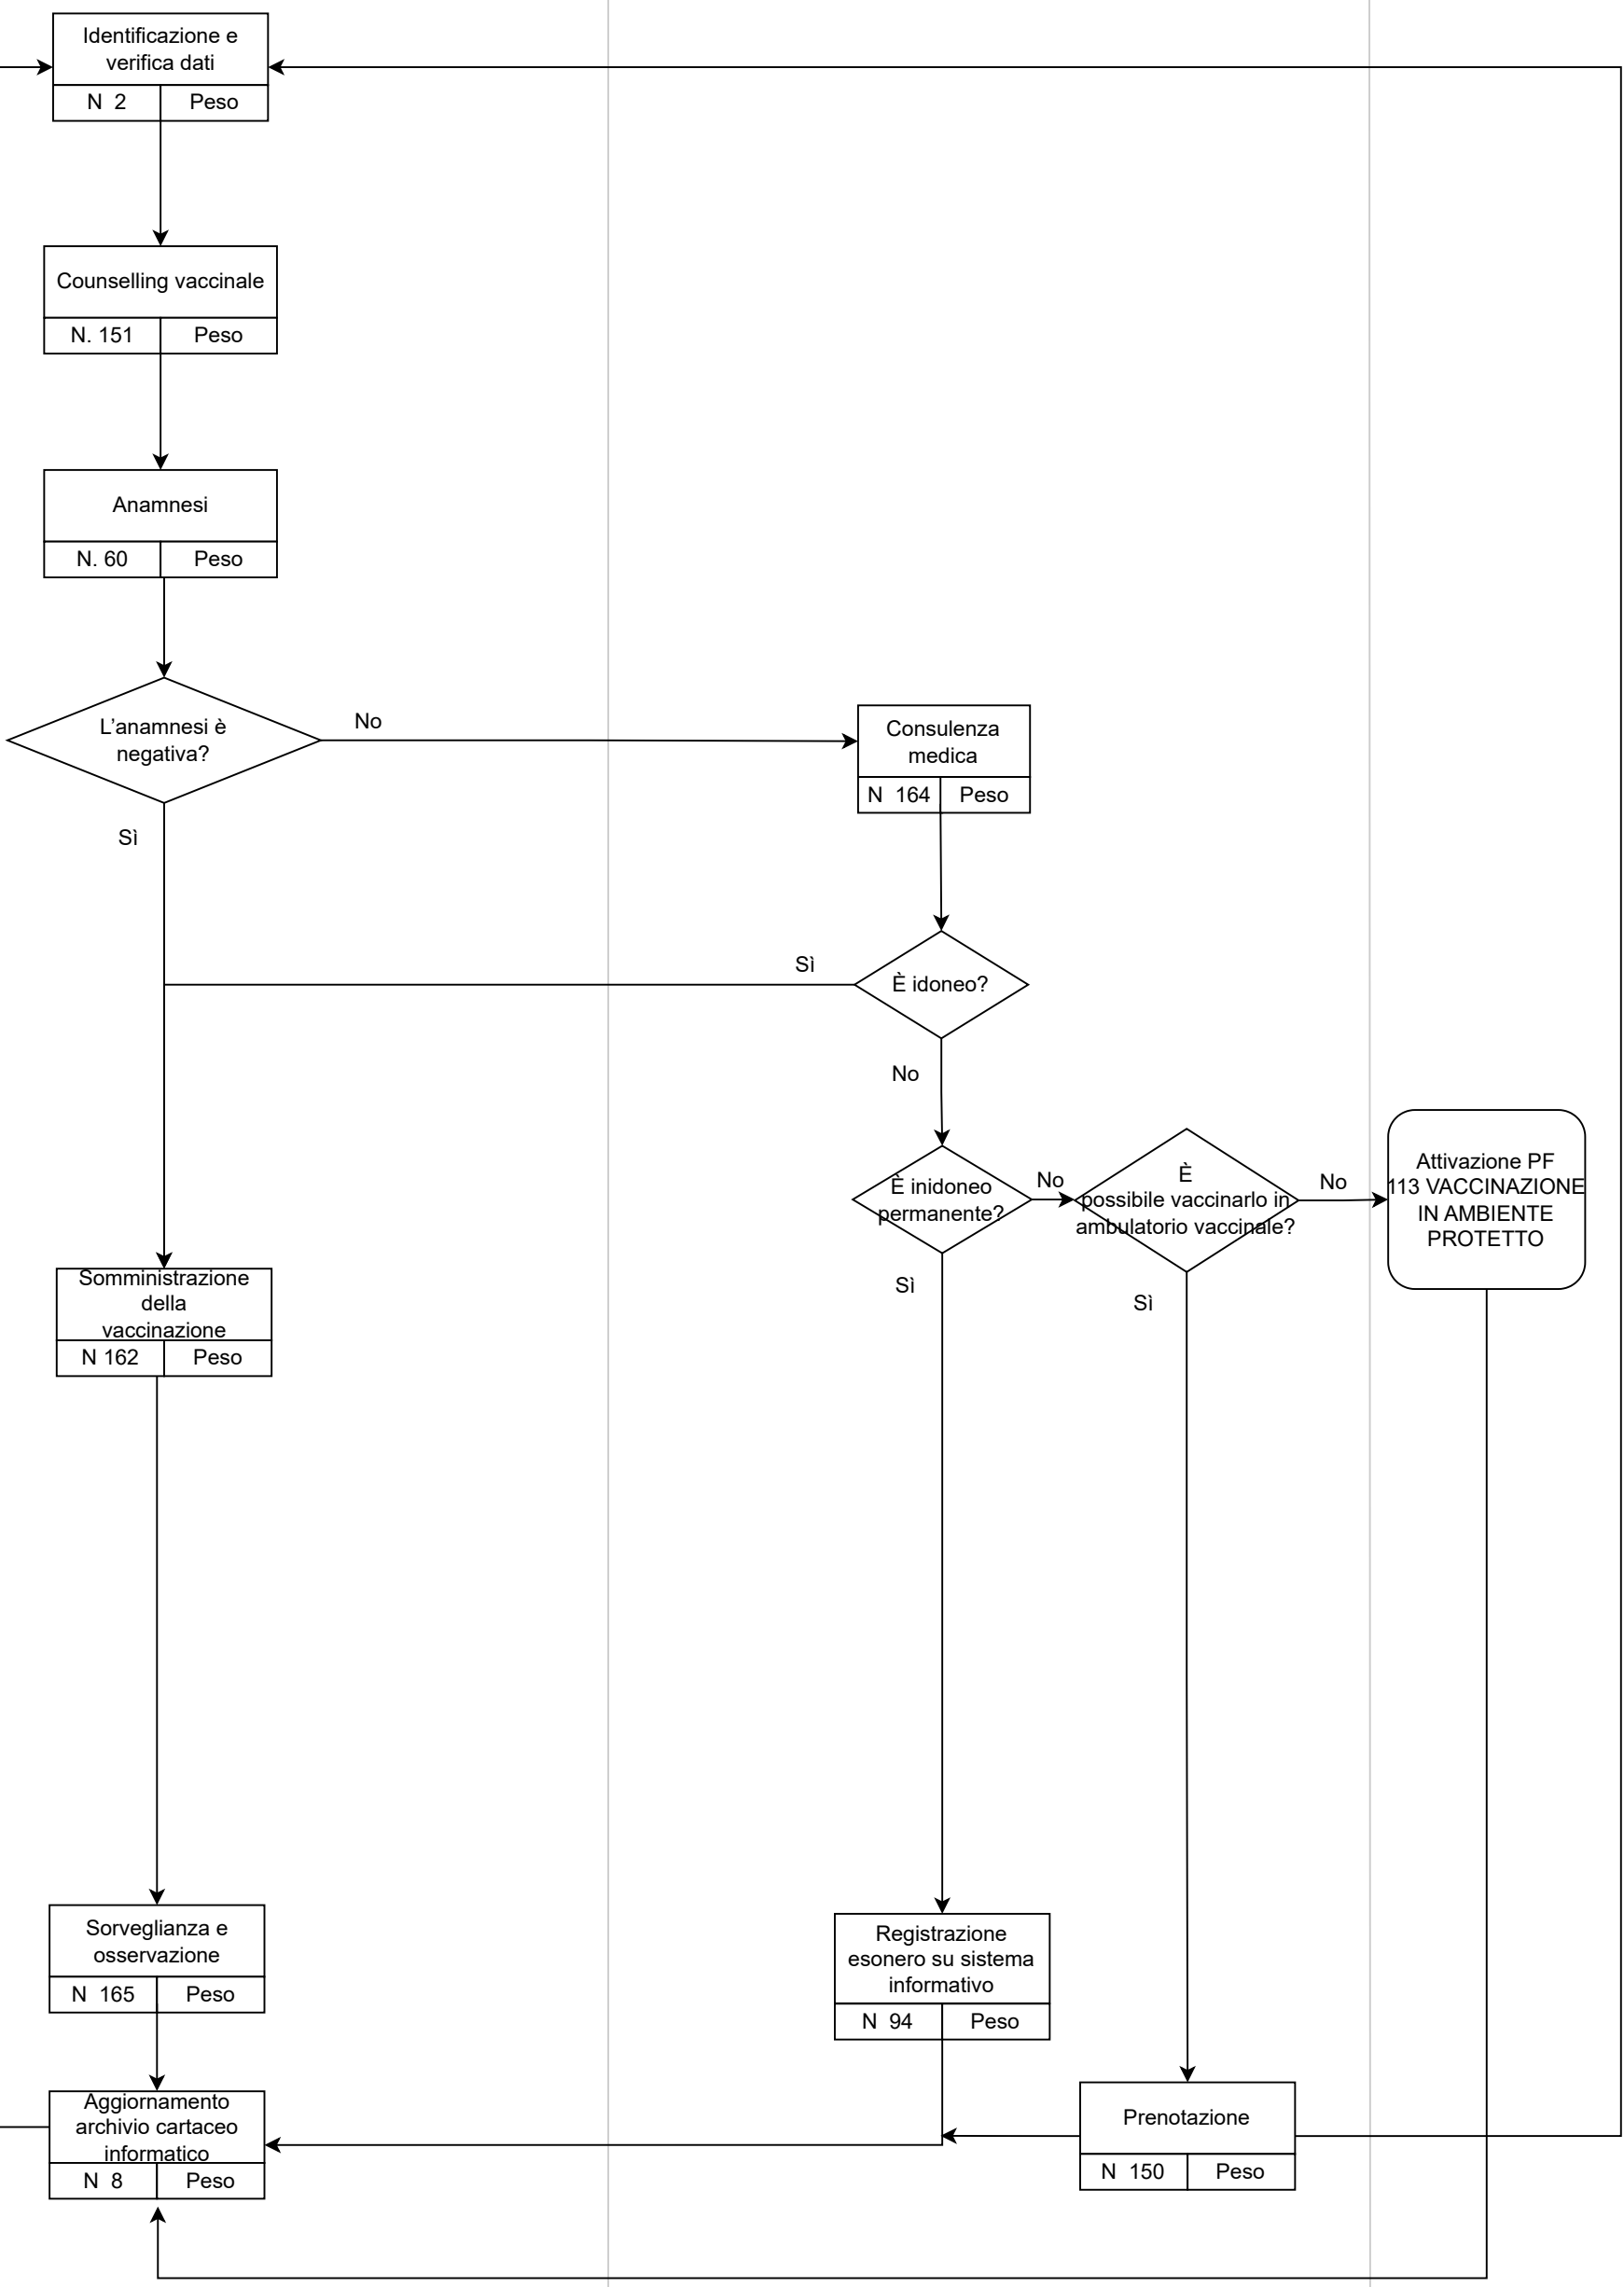 Identificazione e
verifica dati
N  2
Peso
Counselling vaccinale
N. 151
Peso
Anamnesi
N. 60
Peso
L’anamnesi è
negativa?
No
Sì
Consulenza
medica
N  164
Peso
Sì
È idoneo?
No
È inidoneo
permanente?
No
È
possibile vaccinarlo in
ambulatorio vaccinale?
No
Attivazione PF
113 VACCINAZIONE
IN AMBIENTE
PROTETTO
Sì
Sì
Somministrazione
della
vaccinazione
N 162
Peso
Sorveglianza e
osservazione
N  165
Peso
Registrazione
esonero su sistema
informativo
N  94
Peso
Aggiornamento
archivio cartaceo
informatico
N  8
Peso
Prenotazione
N  150
Peso